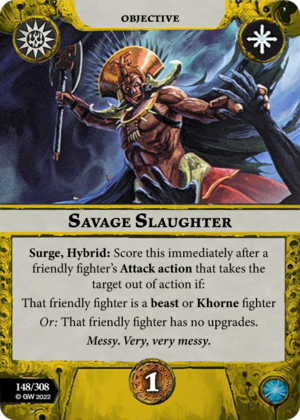 OBJECTIVE
SAVAGE SLAUGHTER
Surge, Hybrid: Score this immediately after a
friendly fighter's Attack action that takes the
target out of action if:
That friendly fighter is a beast or Khorne fighter
Or: That friendly fighter has no upgrades.
Messy. Very, very messy.
148/308
© GW 2022
1